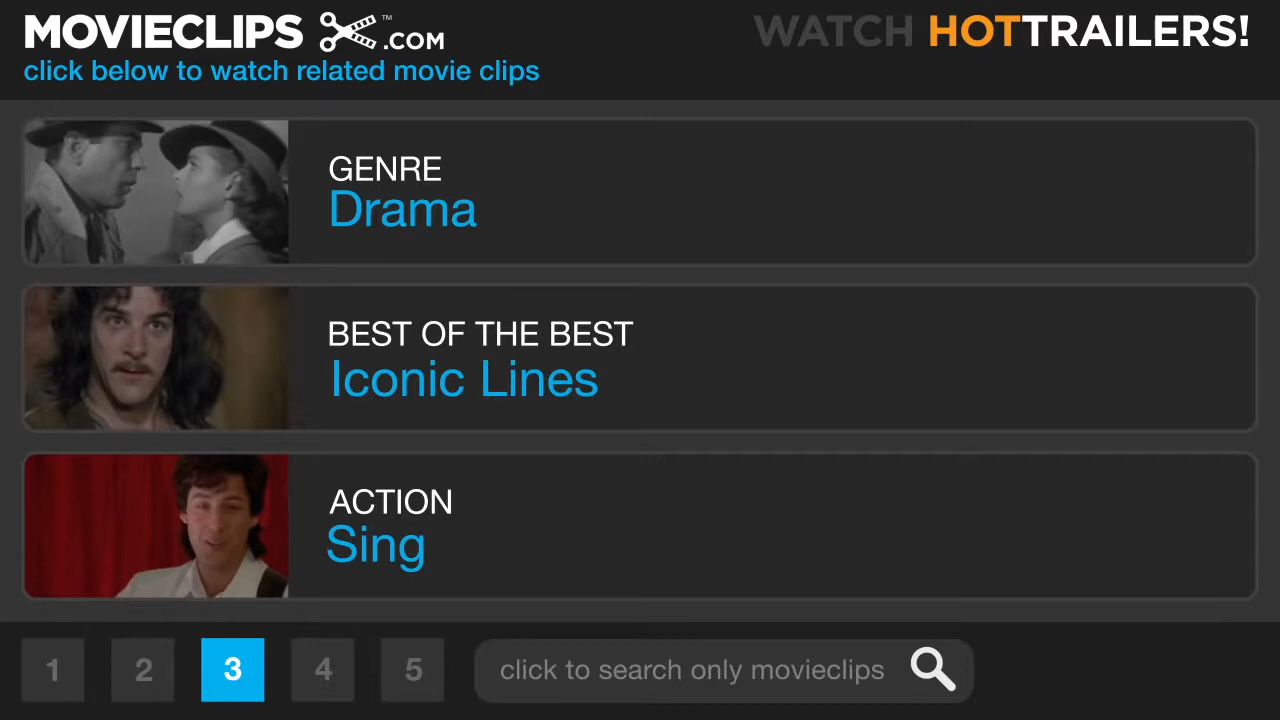 MOVIECLIPS™.COM
WATCH HOTTRAILERS!
click below to watch related movie clips
GENRE
Drama
BEST OF THE BEST
Iconic Lines
ACTION
Sing
1 2 3 4 5 click to search only movieclips